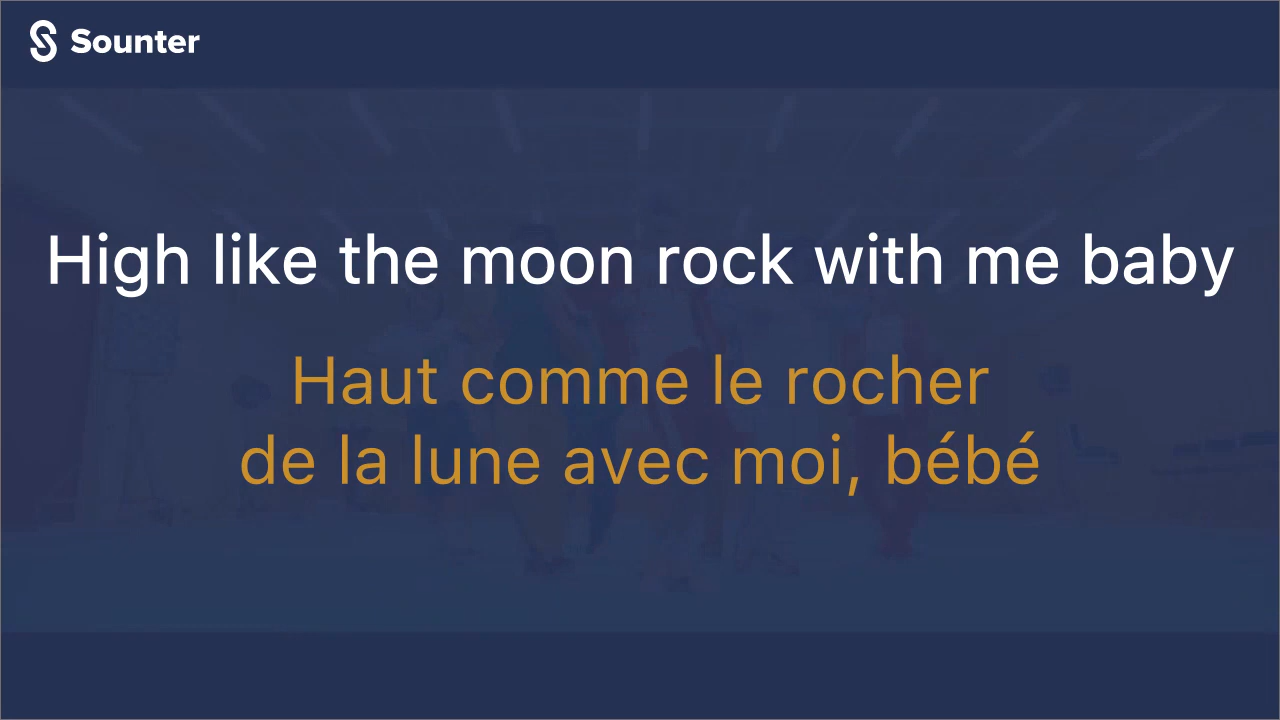 Sounter
High like the moon rock with me baby
Haut comme le rocher
de la lune avec moi, bébé